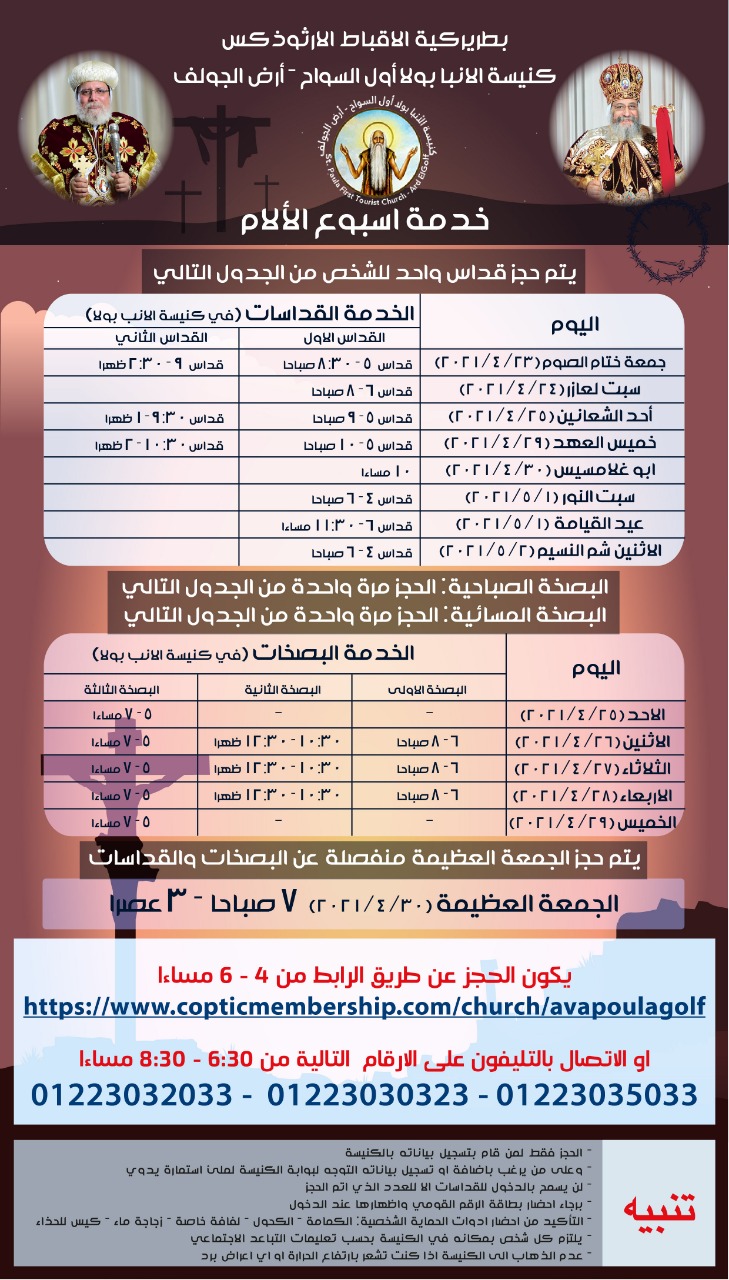 بطريركية الاقباط الارثوذكس
كنيسة الانبا بولا أول السواح - أرض الجولف
كنيسة الأنبا بولا أول السواح - أرض الجولف
St. Paula First Tourist Church - Ard ElGolf
خدمة اسبوع الألام
يتم حجز قداس واحد للشخص من الجدول التالي
اليوم الخدمة القداسات (في كنيسة الانب بولا)
القداس الاول القداس الثاني
جمعة ختام الصوم (٢٠٢١/٤/٢٣) قداس ٥ - ٨:٣٠ صباحا قداس ٩ - ٢:٣٠ ظهرا
سبت لعازر (٢٠٢١/٤/٢٤) قداس ٦ - ٨ صباحا
أحد الشعانين (٢٠٢١/٤/٢٥) قداس ٥ - ٩ صباحا قداس ٩:٣٠ - ١ ظهرا
خميس العهد (٢٠٢١/٤/٢٩) قداس ٥ - ١٠ صباحا قداس ١٠:٣٠ - ٢ ظهرا
ابو غلامسيس (٢٠٢١/٤/٣٠) ١٠ مساءا
سبت النور (٢٠٢١/٥/١) قداس ٤ - ٦ صباحا
عيد القيامة (٢٠٢١/٥/١) قداس ٦ - ١١:٣٠ مساءا
الاثنين شم النسيم (٢٠٢١/٥/٢) قداس ٤ - ٦ صباحا
البصخة الصباحية: الحجز مرة واحدة من الجدول التالي
البصخة المسائية: الحجز مرة واحدة من الجدول التالي
اليوم الخدمة البصخات (في كنيسة الانب بولا)
البصخة الاولى البصخة الثانية البصخة الثالثة
الاحد (٢٠٢١/٤/٢٥) - - ٥ - ٧ مساءا
الاثنين (٢٠٢١/٤/٢٦) ٦ - ٨ صباحا ١٠:٣٠ - ١٢:٣٠ ظهرا ٥ - ٧ مساءا
الثلاثاء (٢٠٢١/٤/٢٧) ٦ - ٨ صباحا ١٠:٣٠ - ١٢:٣٠ ظهرا ٥ - ٧ مساءا
الاربعاء (٢٠٢١/٤/٢٨) ٦ - ٨ صباحا ١٠:٣٠ - ١٢:٣٠ ظهرا ٥ - ٧ مساءا
الخميس (٢٠٢١/٤/٢٩) - - ٥ - ٧ مساءا
يتم حجز الجمعة العظيمة منفصلة عن البصخات والقداسات
الجمعة العظيمة (٢٠٢١/٤/٣٠) ٧ صباحا - ٣ عصرا
يكون الحجز عن طريق الرابط من 4 - 6 مساءا
https://www.copticmembership.com/church/avapoulagolf
او الاتصال بالتليفون على الارقام التالية من 6:30 - 8:30 مساءا
01223032033 - 01223030323 - 01223035033
تنبيه
- الحجز فقط لمن قام بتسجيل بياناته بالكنيسة
- وعلى من يرغب باضافة او تسجيل بياناته التوجه لبوابة الكنيسة لملئ استمارة يدوي
- لن يسمح بالدخول للقداسات الا للعدد الذي اتم الحجز
- برجاء احضار بطاقة الرقم القومي واظهارها عند الدخول
- التأكيد من احضار ادوات الحماية الشخصية: الكمامة - الكحول - لفافة خاصة - زجاجة ماء - كيس للحذاء
- يلتزم كل شخص بمكانه في الكنيسة بحسب تعليمات التباعد الاجتماعي
- عدم الذهاب الى الكنيسة اذا كنت تشعر بارتفاع الحرارة او اي اعراض برد